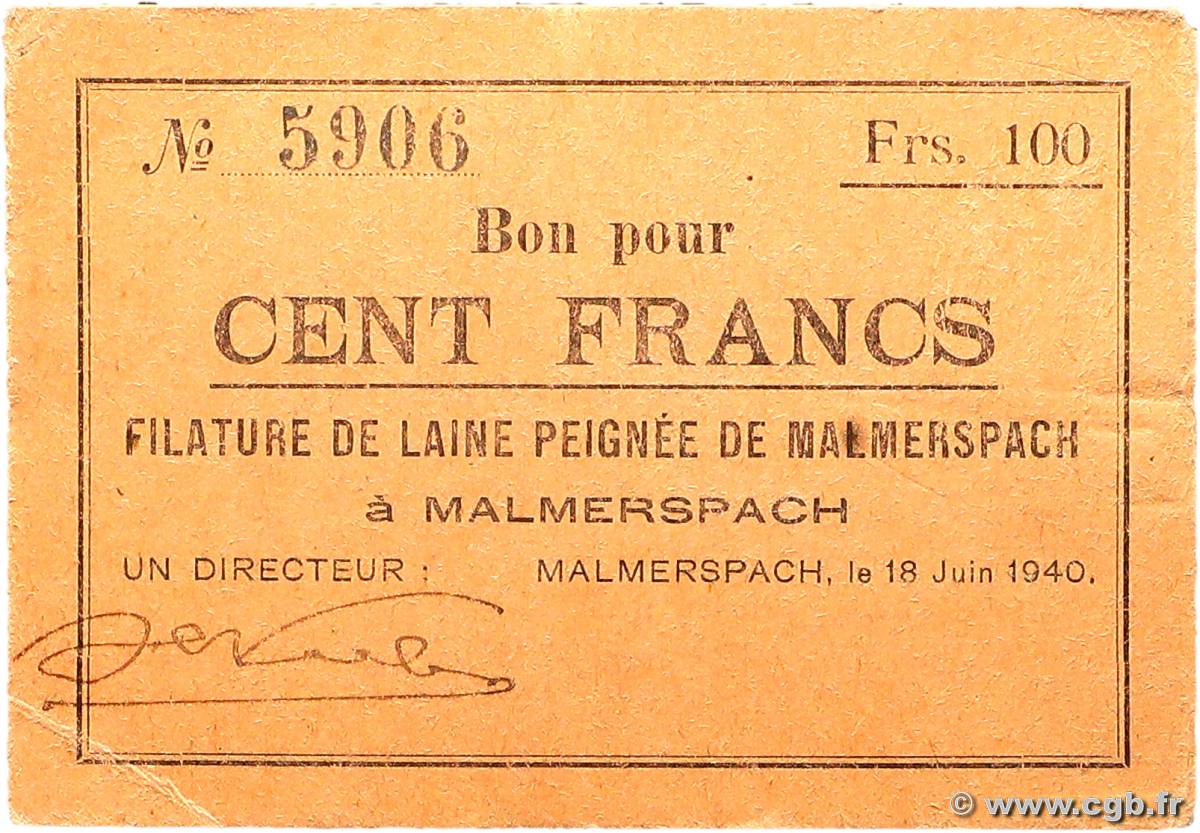 Nº 5906 Frs. 100
Bon pour
CENT FRANCS
FILATURE DE LAINE PEIGNÉE DE MALMERSPACH
à MALMERSPACH
UN DIRECTEUR : MALMERSPACH, le 18 Juin 1940.
© www.cgb.fr